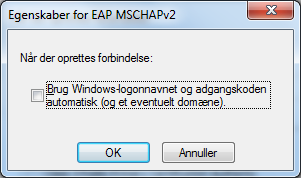 Egenskaber for EAP MSCHAPv2
Når der oprettes forbindelse:
Brug Windows-logonnavnet og adgangskoden
automatisk (og et eventuelt domæne).
OK
Annuller